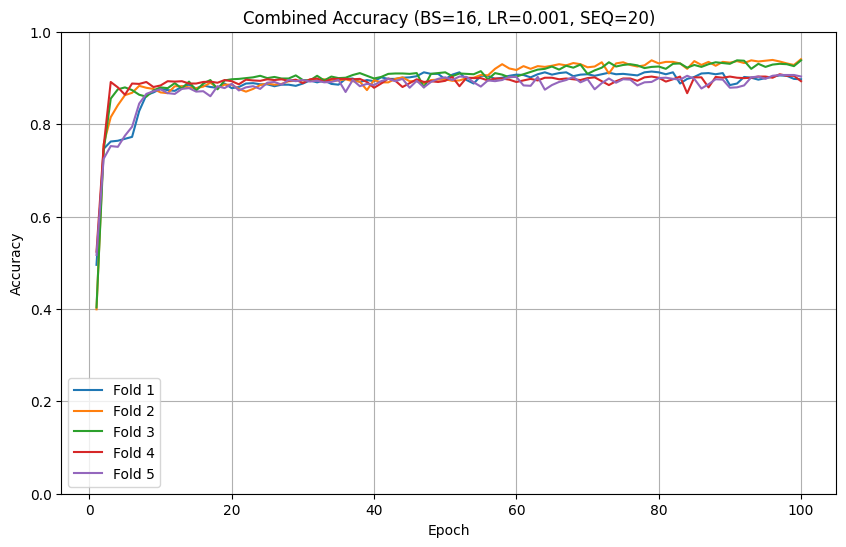 Combined Accuracy (BS=16, LR=0.001, SEQ=20)
Accuracy
1.0
0.8
0.6
0.4
0.2
0.0
Fold 1
Fold 2
Fold 3
Fold 4
Fold 5
0 20 40 60 80 100
Epoch